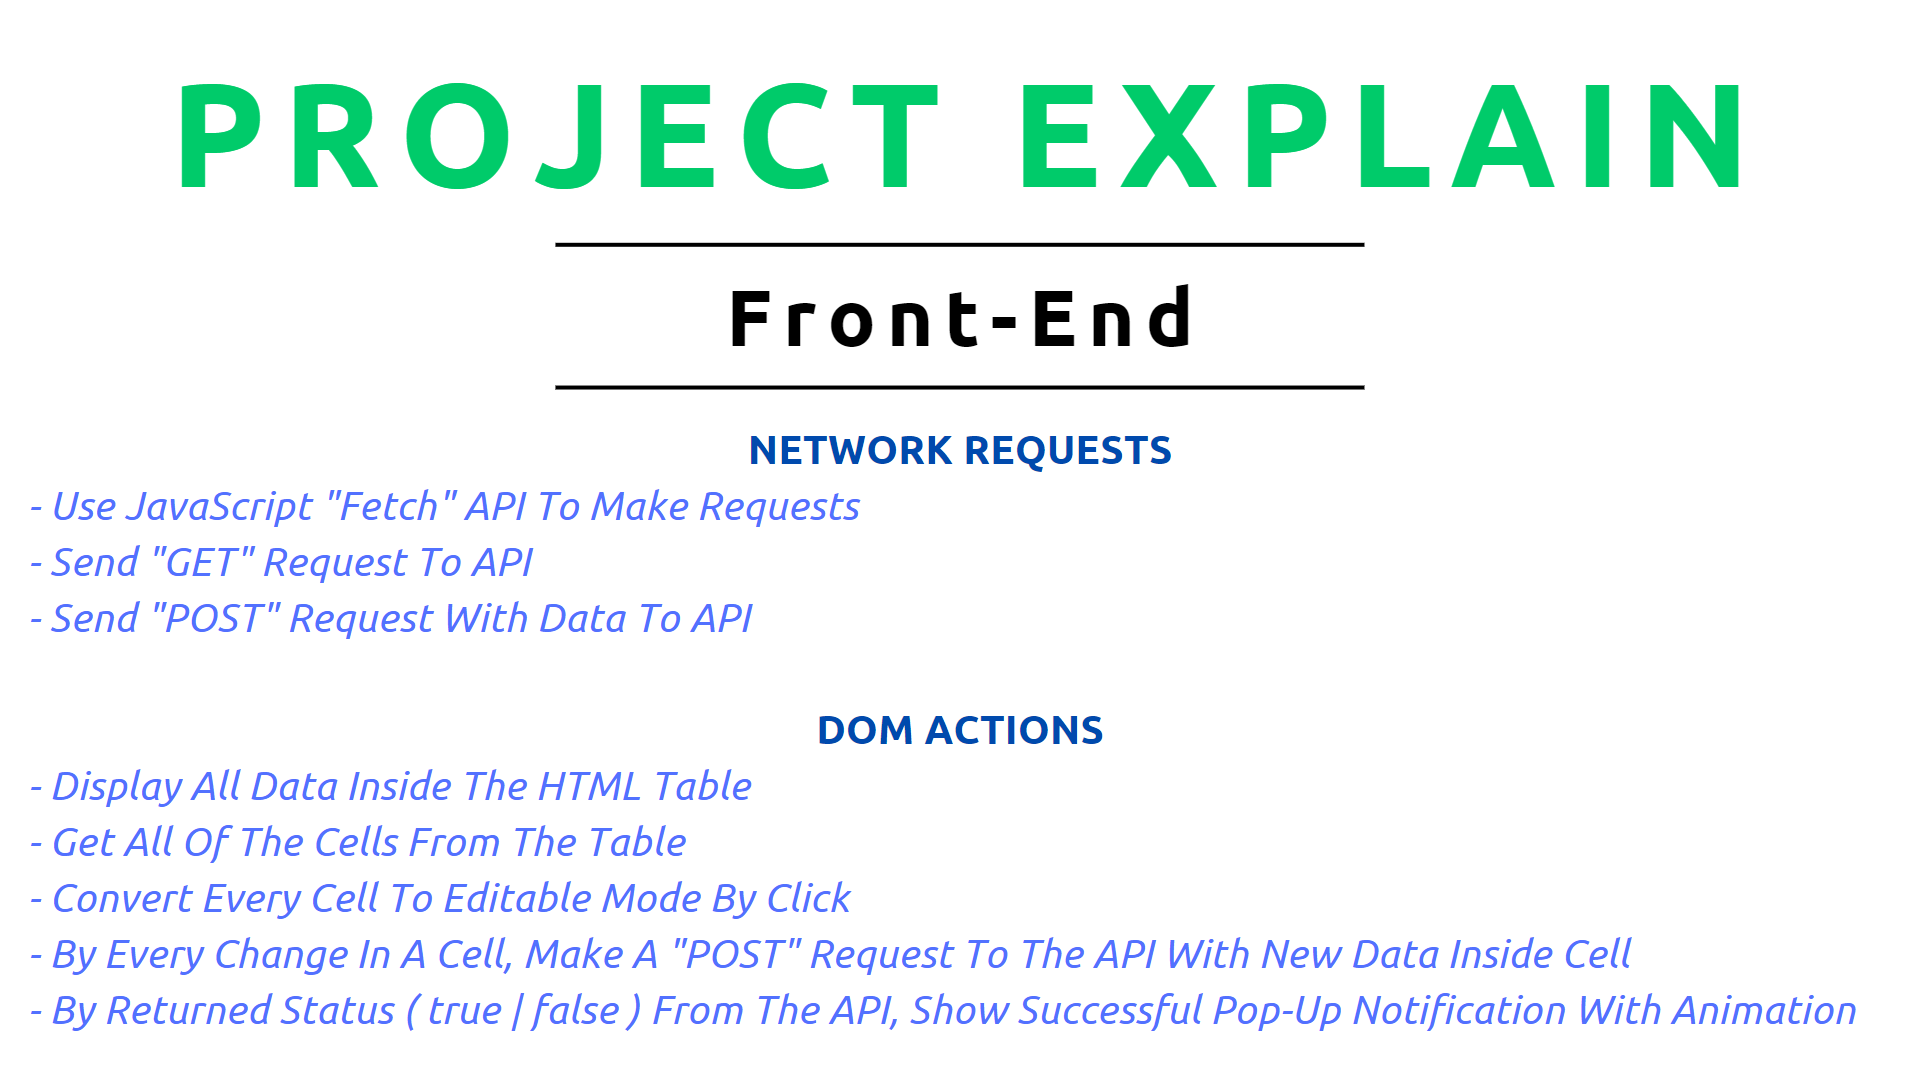 PROJECT EXPLAIN
Front-End
NETWORK REQUESTS
- Use JavaScript "Fetch" API To Make Requests
- Send "GET" Request To API
- Send "POST" Request With Data To API
DOM ACTIONS
- Display All Data Inside The HTML Table
- Get All Of The Cells From The Table
- Convert Every Cell To Editable Mode By Click
- By Every Change In A Cell, Make A "POST" Request To The API With New Data Inside Cell
- By Returned Status ( true | false ) From The API, Show Successful Pop-Up Notification With Animation